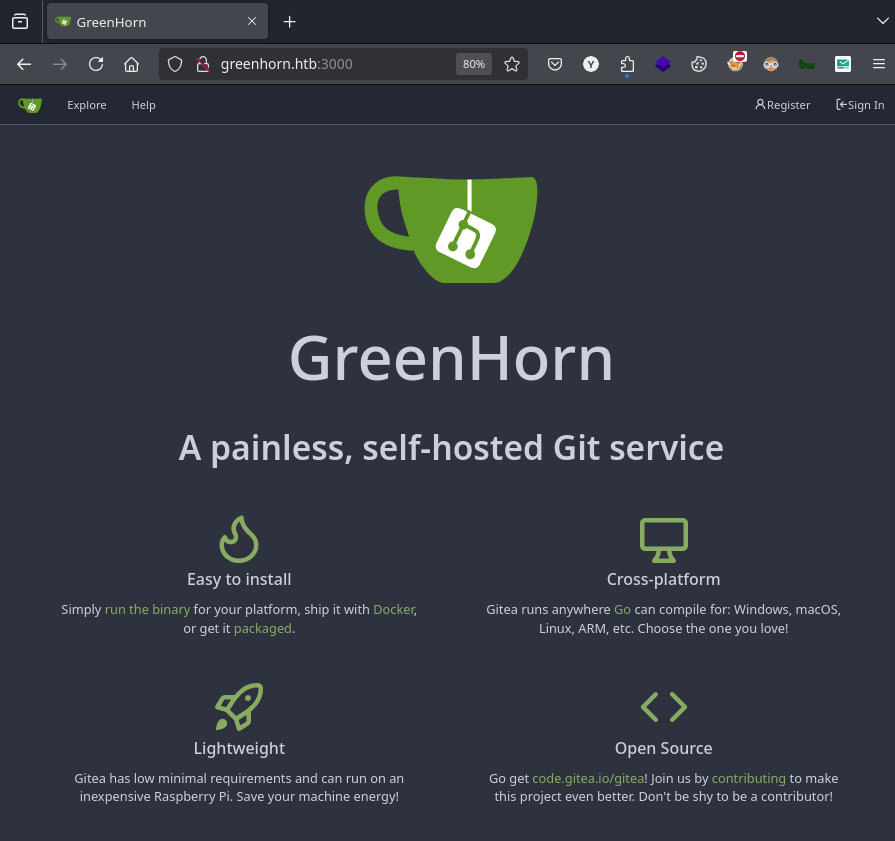 GreenHorn
greenhorn.htb:3000
80%
Y
bw
Explore
Help
Register
Sign In
GreenHorn
A painless, self-hosted Git service
Easy to install
Simply run the binary for your platform, ship it with Docker,
or get it packaged.
Cross-platform
Gitea runs anywhere Go can compile for: Windows, macOS,
Linux, ARM, etc. Choose the one you love!
Lightweight
Gitea has low minimal requirements and can run on an
inexpensive Raspberry Pi. Save your machine energy!
Open Source
Go get code.gitea.io/gitea! Join us by contributing to make
this project even better. Don't be shy to be a contributor!